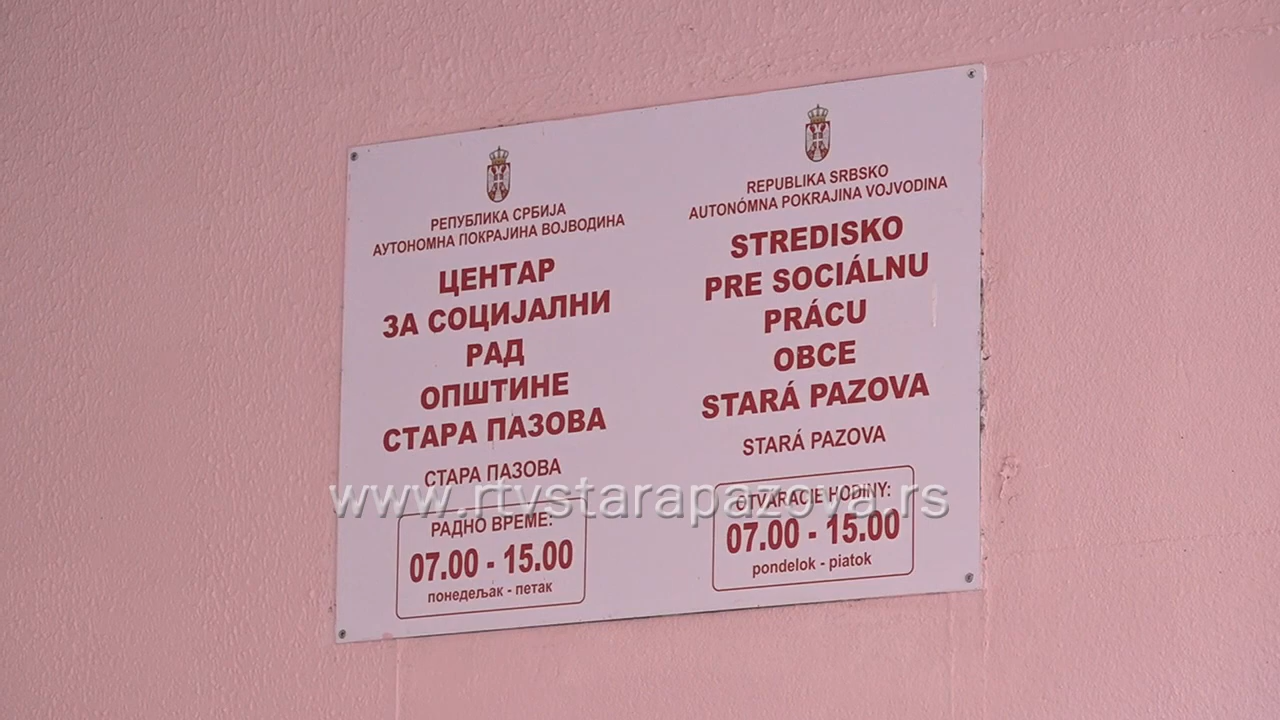 РЕПУБЛИКА СРБИЈА
АУТОНОМНА ПОКРАЈИНА ВОЈВОДИНА
ЦЕНТАР
ЗА СОЦИЈАЛНИ
РАД
ОПШТИНЕ
СТАРА ПАЗОВА
СТАРА ПАЗОВА
РАДНО ВРЕМЕ:
07.00 - 15.00
понедељак - петак
REPUBLIKA SRBSKO
AUTONÓMNA POKRAJINA VOJVODINA
STREDISKO
PRE SOCIÁLNU
PRÁCU
OBCE
STARÁ PAZOVA
STARÁ PAZOVA
OTVARACIE HODINY:
07.00 - 15.00
pondelok - piatok
www.rtvstarapazova.rs